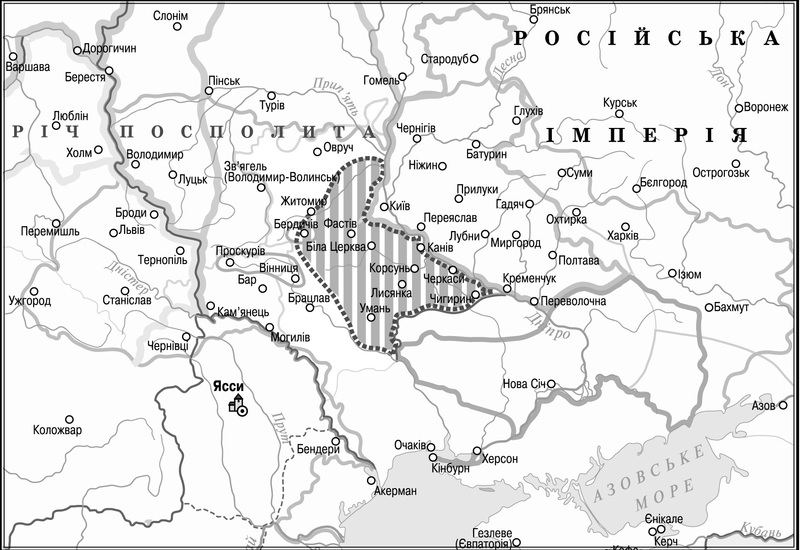 Брянськ
Слонім
РОСІЙСЬКА
Дорогичин
Варшава
Стародуб
Десна
Берестя
Гомель
Дон
Пінськ
Прип'ять
Турів
Воронеж
Люблін
Глухів
Курськ
РІЧ ПОСПОЛИТА
Чернігів
ІМПЕРІЯ
Холм
Овруч
Батурин
Володимир
Зв'ягель
(Володимир-Волинськ)
Ніжин
Суми
Острогозьк
Луцьк
Бєлгород
Житомир
Прилуки
Київ
Гадяч
Броди
Бердичів
Фастів
Переяслав
Охтирка
Перемишль
Львів
Лубни
Миргород
Харків
Біла Церква
Канів
Тернопіль
Проскурів
Полтава
Вінниця
Корсунь
Черкаси
Ізюм
Дністер
Бар
Кременчук
Ужгород
Станіслав
Лисянка
Чигирин
Брацлав
Переволочна
Бахмут
Кам'янець
Умань
Дніпро
Могилів
Чернівці
Ясси
Нова Січ
Азов
Коложвар
Прут
Бендери
Очаків
Херсон
Кінбурн
АЗОВСЬКЕ
МОРЕ
Акерман
Єнікале
Кубань
Гезлеве
(Євпаторія)
Керч